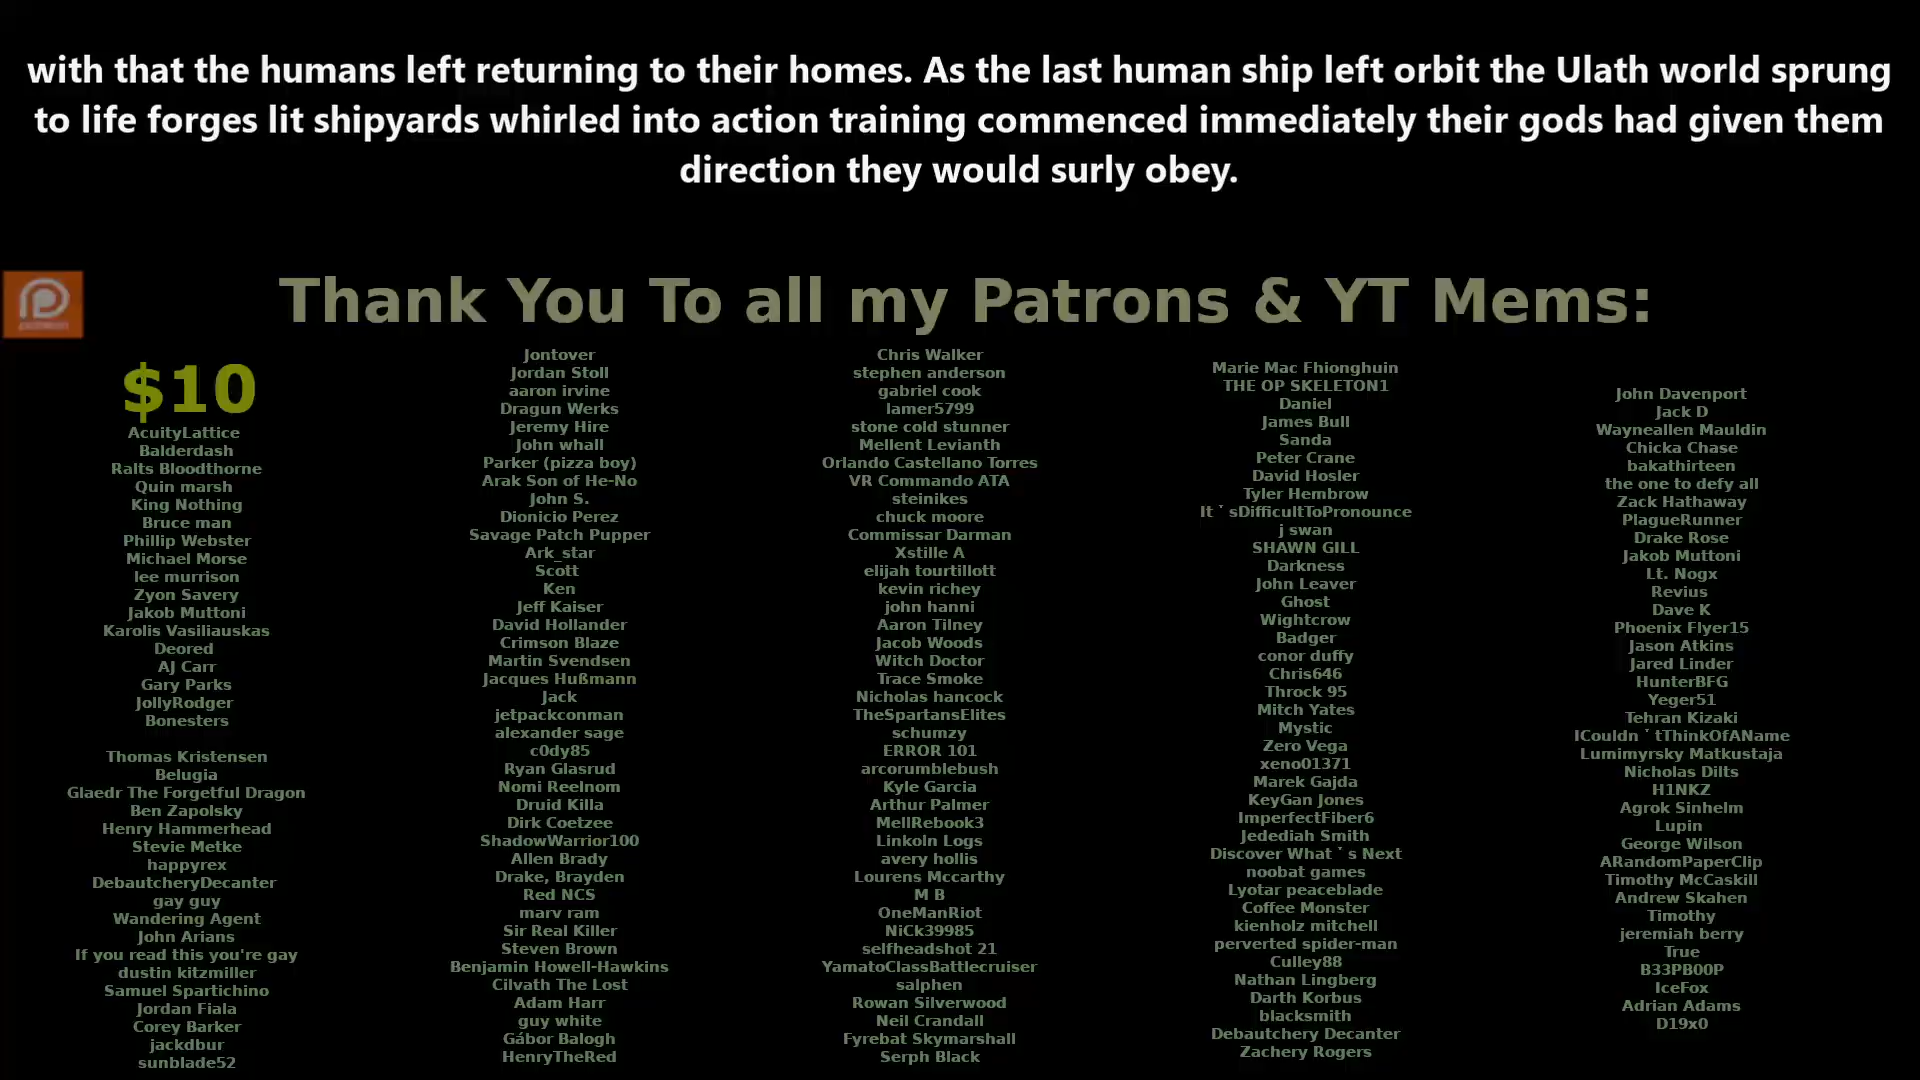 with that the humans left returning to their homes. As the last human ship left orbit the Ulath world sprung
to life forges lit shipyards whirled into action training commenced immediately their gods had given them
direction they would surly obey.
Thank You To all my Patrons & YT Mems:
$10
AcuityLattice
Balderdash
Ralts Bloodthorne
Quin marsh
King Nothing
Bruce man
Phillip Webster
Michael Morse
lee murrison
Zyon Savery
Jakob Muttoni
Karolis Vasiliauskas
Deored
AJ Carr
Gary Parks
JollyRodger
Bonesters
Thomas Kristensen
Belugia
Glaedr The Forgetful Dragon
Ben Zapolsky
Henry Hammerhead
Stevie Metke
happyrex
DebautcheryDecanter
gay guy
Wandering Agent
John Arians
If you read this you're gay
dustin kitzmiller
Samuel Spartichino
Jordan Fiala
Corey Barker
jackdbur
sunblade52
Jontover
Jordan Stoll
aaron irvine
Dragun Werks
Jeremy Hire
John whall
Parker (pizza boy)
Arak Son of He-No
John S.
Dionicio Perez
Savage Patch Pupper
Ark_star
Scott
Ken
Jeff Kaiser
David Hollander
Crimson Blaze
Martin Svendsen
Jacques Hußmann
Jack
jetpackconman
alexander sage
c0dy85
Ryan Glasrud
Nomi Reelnom
Druid Killa
Dirk Coetzee
ShadowWarrior100
Allen Brady
Drake, Brayden
Red NCS
marv ram
Sir Real Killer
Steven Brown
Benjamin Howell-Hawkins
Cilvath The Lost
Adam Harr
guy white
Gábor Balogh
HenryTheRed
Chris Walker
stephen anderson
gabriel cook
lamer5799
stone cold stunner
Mellent Levianth
Orlando Castellano Torres
VR Commando ATA
steinikes
chuck moore
Commissar Darman
Xstille A
elijah tourtillott
kevin richey
john hanni
Aaron Tilney
Jacob Woods
Witch Doctor
Trace Smoke
Nicholas hancock
TheSpartansElites
schumzy
ERROR 101
arcorumblebush
Kyle Garcia
Arthur Palmer
MellRebook3
Linkoln Logs
avery hollis
Lourens Mccarthy
M B
OneManRiot
NiCk39985
selfheadshot 21
YamatoClassBattlecruiser
salphen
Rowan Silverwood
Neil Crandall
Fyrebat Skymarshall
Serph Black
Marie Mac Fhionghuin
THE OP SKELETON1
Daniel
James Bull
Sanda
Peter Crane
David Hosler
Tyler Hembrow
It ˇ sDifficultToPronounce
j swan
SHAWN GILL
Darkness
John Leaver
Ghost
Wightcrow
Badger
conor duffy
Chris646
Throck 95
Mitch Yates
Mystic
Zero Vega
xeno01371
Marek Gajda
KeyGan Jones
ImperfectFiber6
Jedediah Smith
Discover What ˇ s Next
noobat games
Lyotar peaceblade
Coffee Monster
kienholz mitchell
perverted spider-man
Culley88
Nathan Lingberg
Darth Korbus
blacksmith
Debautchery Decanter
Zachery Rogers
John Davenport
Jack D
Wayneallen Mauldin
Chicka Chase
bakathirteen
the one to defy all
Zack Hathaway
PlagueRunner
Drake Rose
Jakob Muttoni
Lt. Nogx
Revius
Dave K
Phoenix Flyer15
Jason Atkins
Jared Linder
HunterBFG
Yeger51
Tehran Kizaki
ICouldn ˇ tThinkOfAName
Lumimyrsky Matkustaja
Nicholas Dilts
H1NKZ
Agrok Sinhelm
Lupin
George Wilson
ARandomPaperClip
Timothy McCaskill
Andrew Skahen
Timothy
jeremiah berry
True
B33PB00P
IceFox
Adrian Adams
D19x0